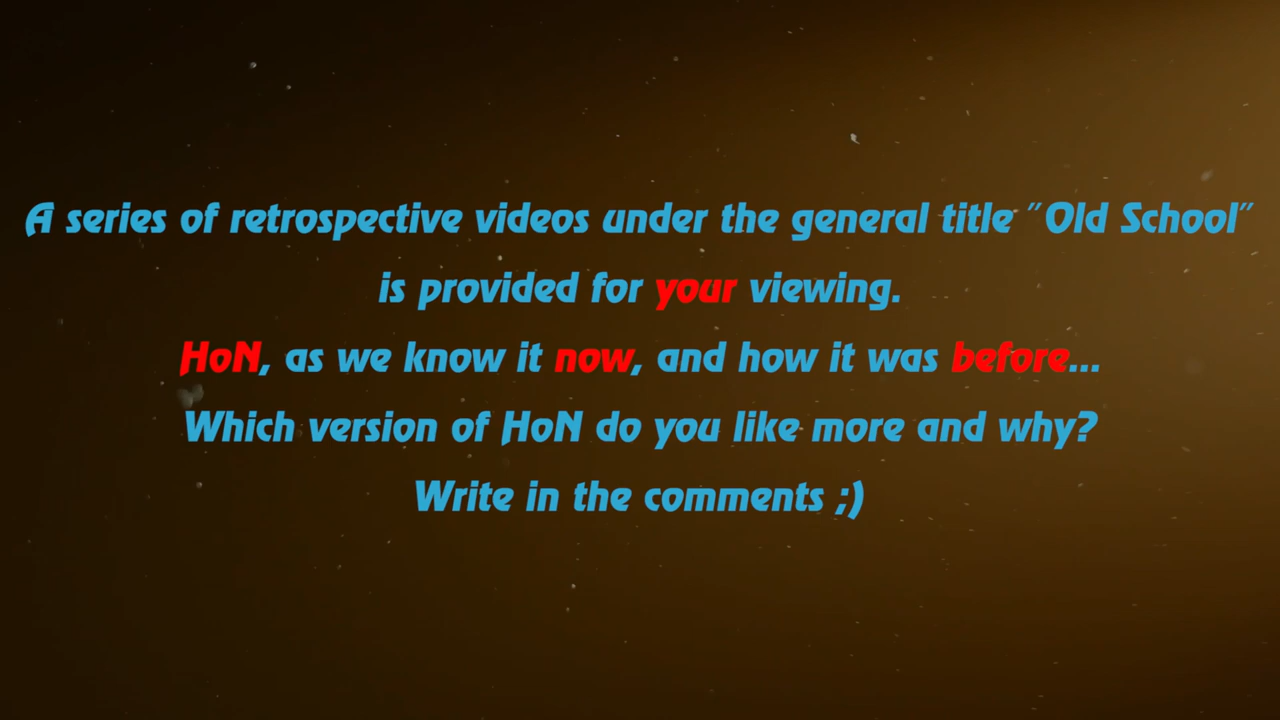 A series of retrospective videos under the general title "Old School"
is provided for your viewing.
HoN, as we know it now, and how it was before...
Which version of HoN do you like more and why?
Write in the comments ;)